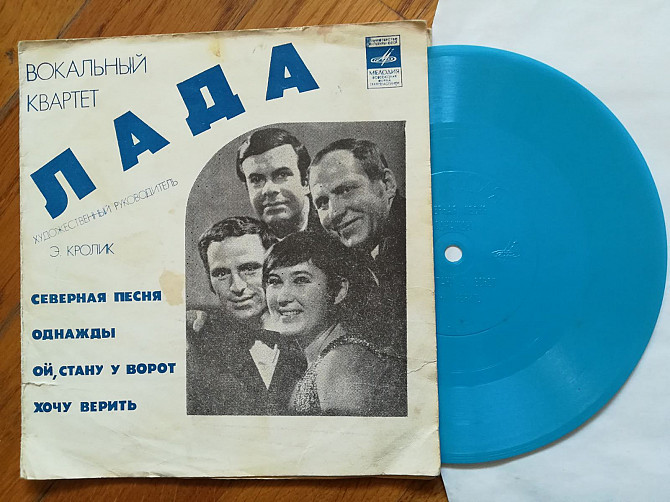 ВОКАЛЬНЫЙ
КВАРТЕТ
ЛАДА
ХУДОЖЕСТВЕННЫЙ РУКОВОДИТЕЛЬ
Э. КРОЛИК
СЕВЕРНАЯ ПЕСНЯ
ОДНАЖДЫ
ОЙ, СТАНУ У ВОРОТ
ХОЧУ ВЕРИТЬ
МЕЛОДИЯ